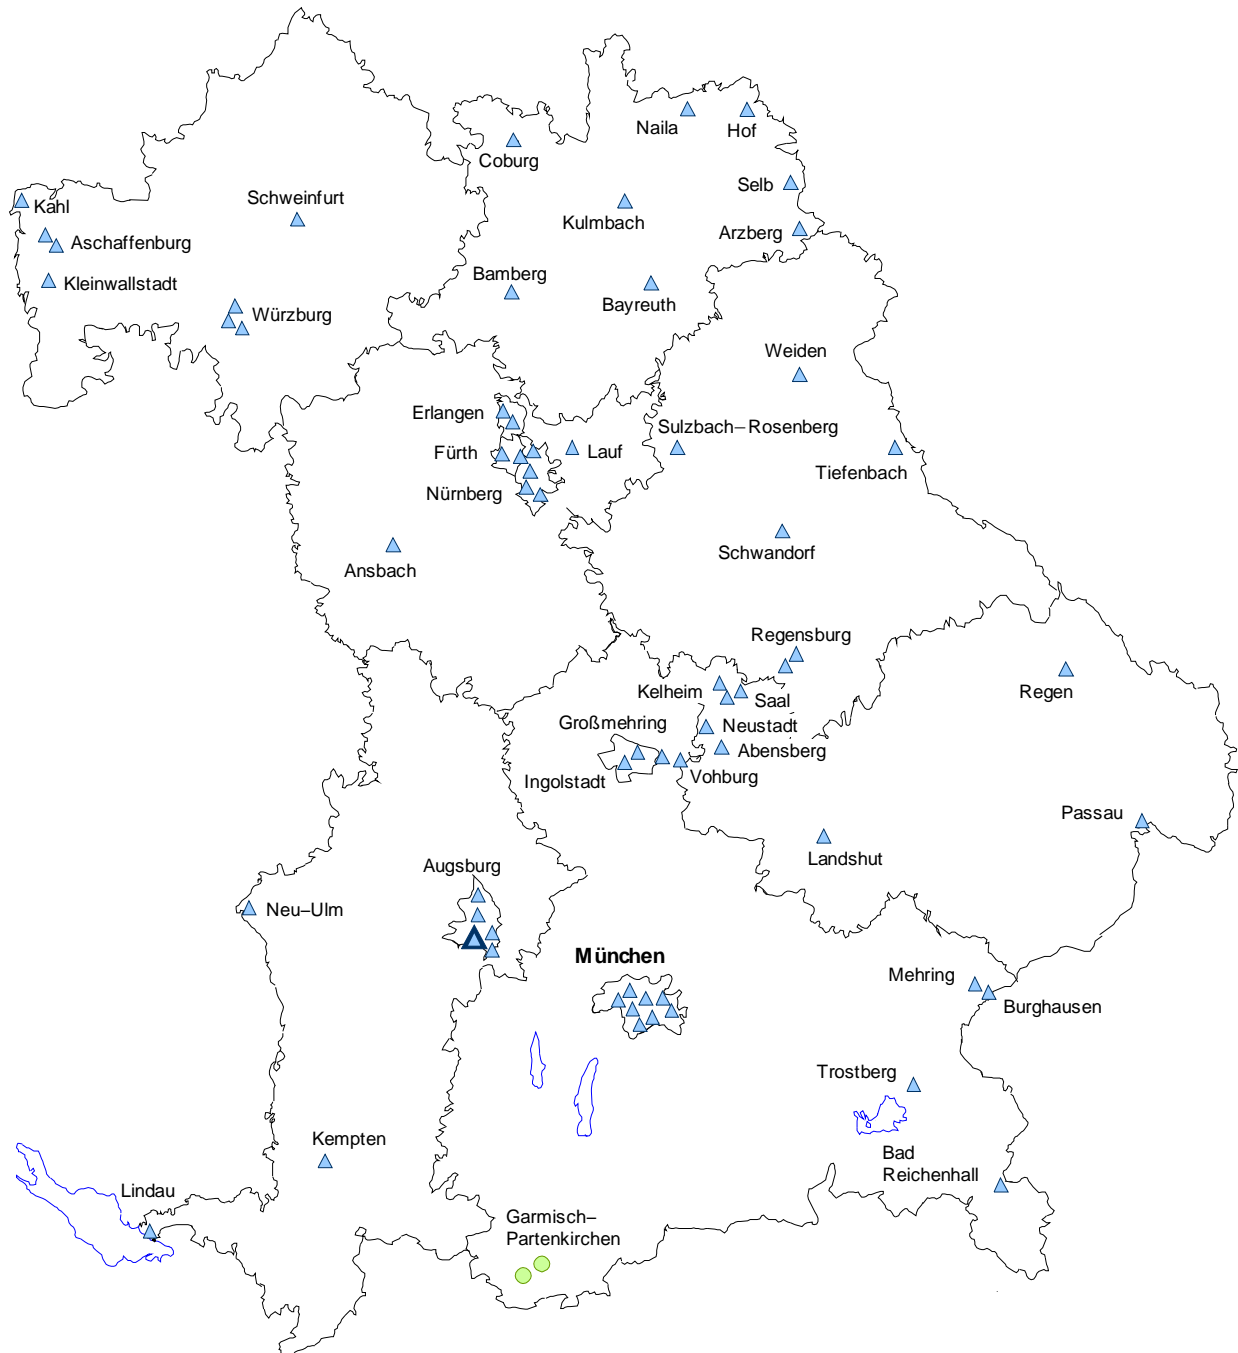 Naila
Hof
Coburg
Selb
Schweinfurt
Kahl
Kulmbach
Arzberg
Aschaffenburg
Bamberg
Kleinwallstadt
Bayreuth
Würzburg
Weiden
Erlangen
Sulzbach–Rosenberg
Fürth
Lauf
Tiefenbach
Nürnberg
Schwandorf
Ansbach
Regensburg
Kelheim
Saal
Regen
Großmehring
Neustadt
Abensberg
Ingolstadt
Vohburg
Passau
Landshut
Augsburg
Neu–Ulm
München
Mehring
Burghausen
Trostberg
Kempten
Bad
Reichenhall
Lindau
Garmisch–
Partenkirchen